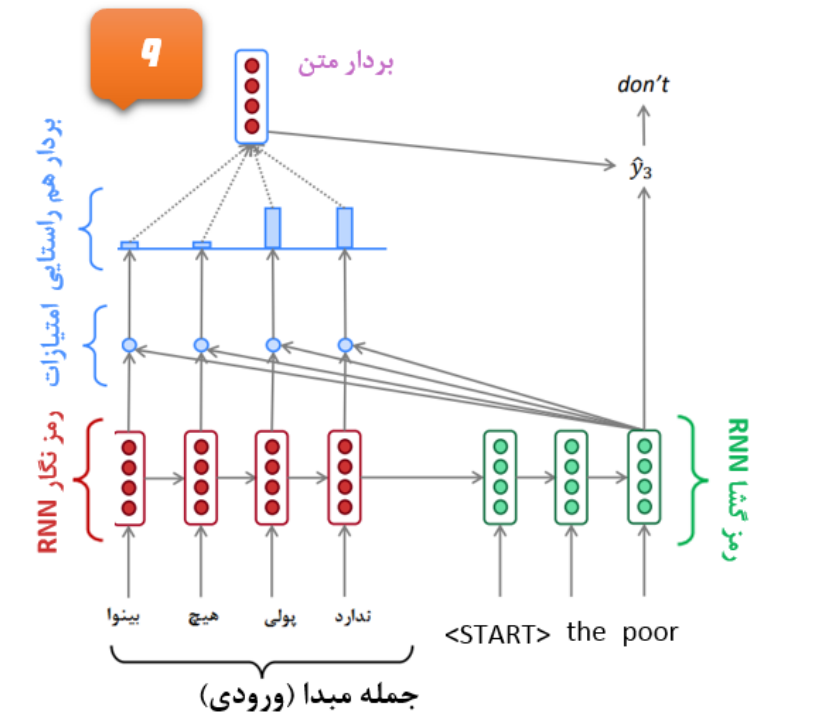 ۹
بردار متن
don't
ŷ₃
بردار هم راستایی
امتیازات
رمز نگار RNN
رمز گشا RNN
بینوا هیچ پولی ندارد
<START> the poor
جمله مبدا (ورودی)